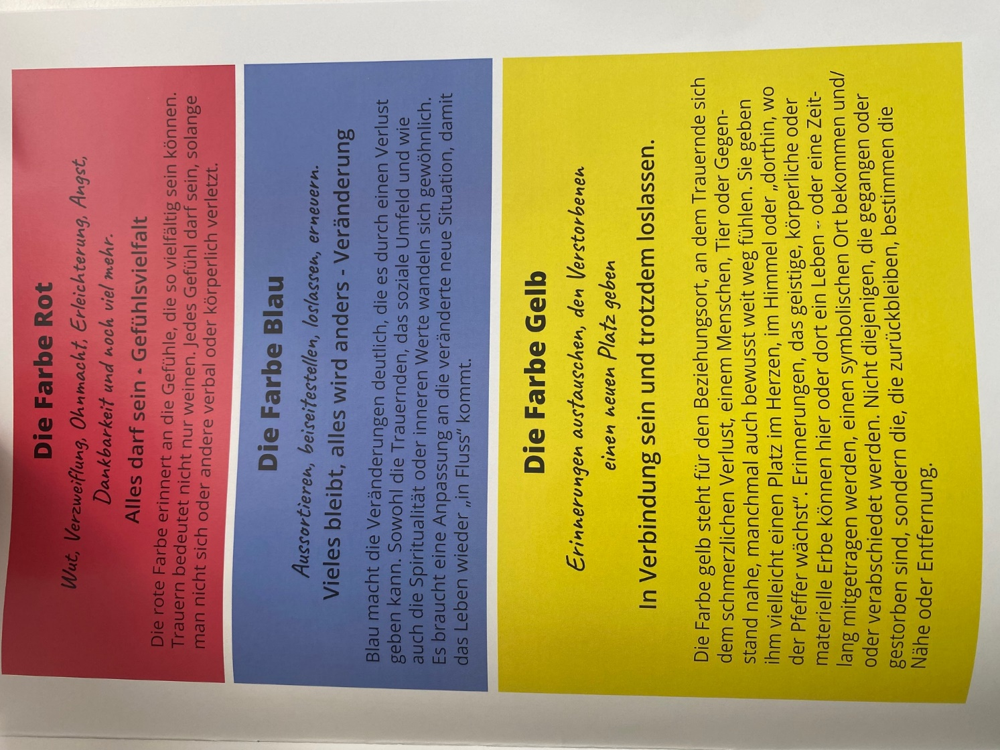 Die Farbe Rot
Wut, Verzweiflung, Ohnmacht, Erleichterung, Angst,
Dankbarkeit und noch viel mehr.
Alles darf sein - Gefühlsvielfalt
Die rote Farbe erinnert an die Gefühle, die so vielfältig sein können.
Trauern bedeutet nicht nur weinen. Jedes Gefühl darf sein, solange
man nicht sich oder andere verbal oder körperlich verletzt.
Die Farbe Blau
Aussortieren, beiseitestellen, loslassen, erneuern.
Vieles bleibt, alles wird anders - Veränderung
Blau macht die Veränderungen deutlich, die es durch einen Verlust
geben kann. Sowohl die Trauernden, das soziale Umfeld und wie
auch die Spiritualität oder inneren Werte wandeln sich gewöhnlich.
Es braucht eine Anpassung an die veränderte neue Situation, damit
das Leben wieder „in Fluss“ kommt.
Die Farbe Gelb
Erinnerungen austauschen, den Verstorbenen
einen neuen Platz geben
In Verbindung sein und trotzdem loslassen.
Die Farbe gelb steht für den Beziehungsort, an dem Trauernde sich
dem schmerzlichen Verlust, einem Menschen, Tier oder Gegen-
stand nahe, manchmal auch bewusst weit weg fühlen. Sie geben
ihm vielleicht einen Platz im Herzen, im Himmel oder „dorthin, wo
der Pfeffer wächst“. Erinnerungen, das geistige, körperliche oder
materielle Erbe können hier oder dort ein Leben -- oder eine Zeit-
lang mitgetragen werden, einen symbolischen Ort bekommen und/
oder verabschiedet werden. Nicht diejenigen, die gegangen oder
gestorben sind, sondern die, die zurückbleiben, bestimmen die
Nähe oder Entfernung.